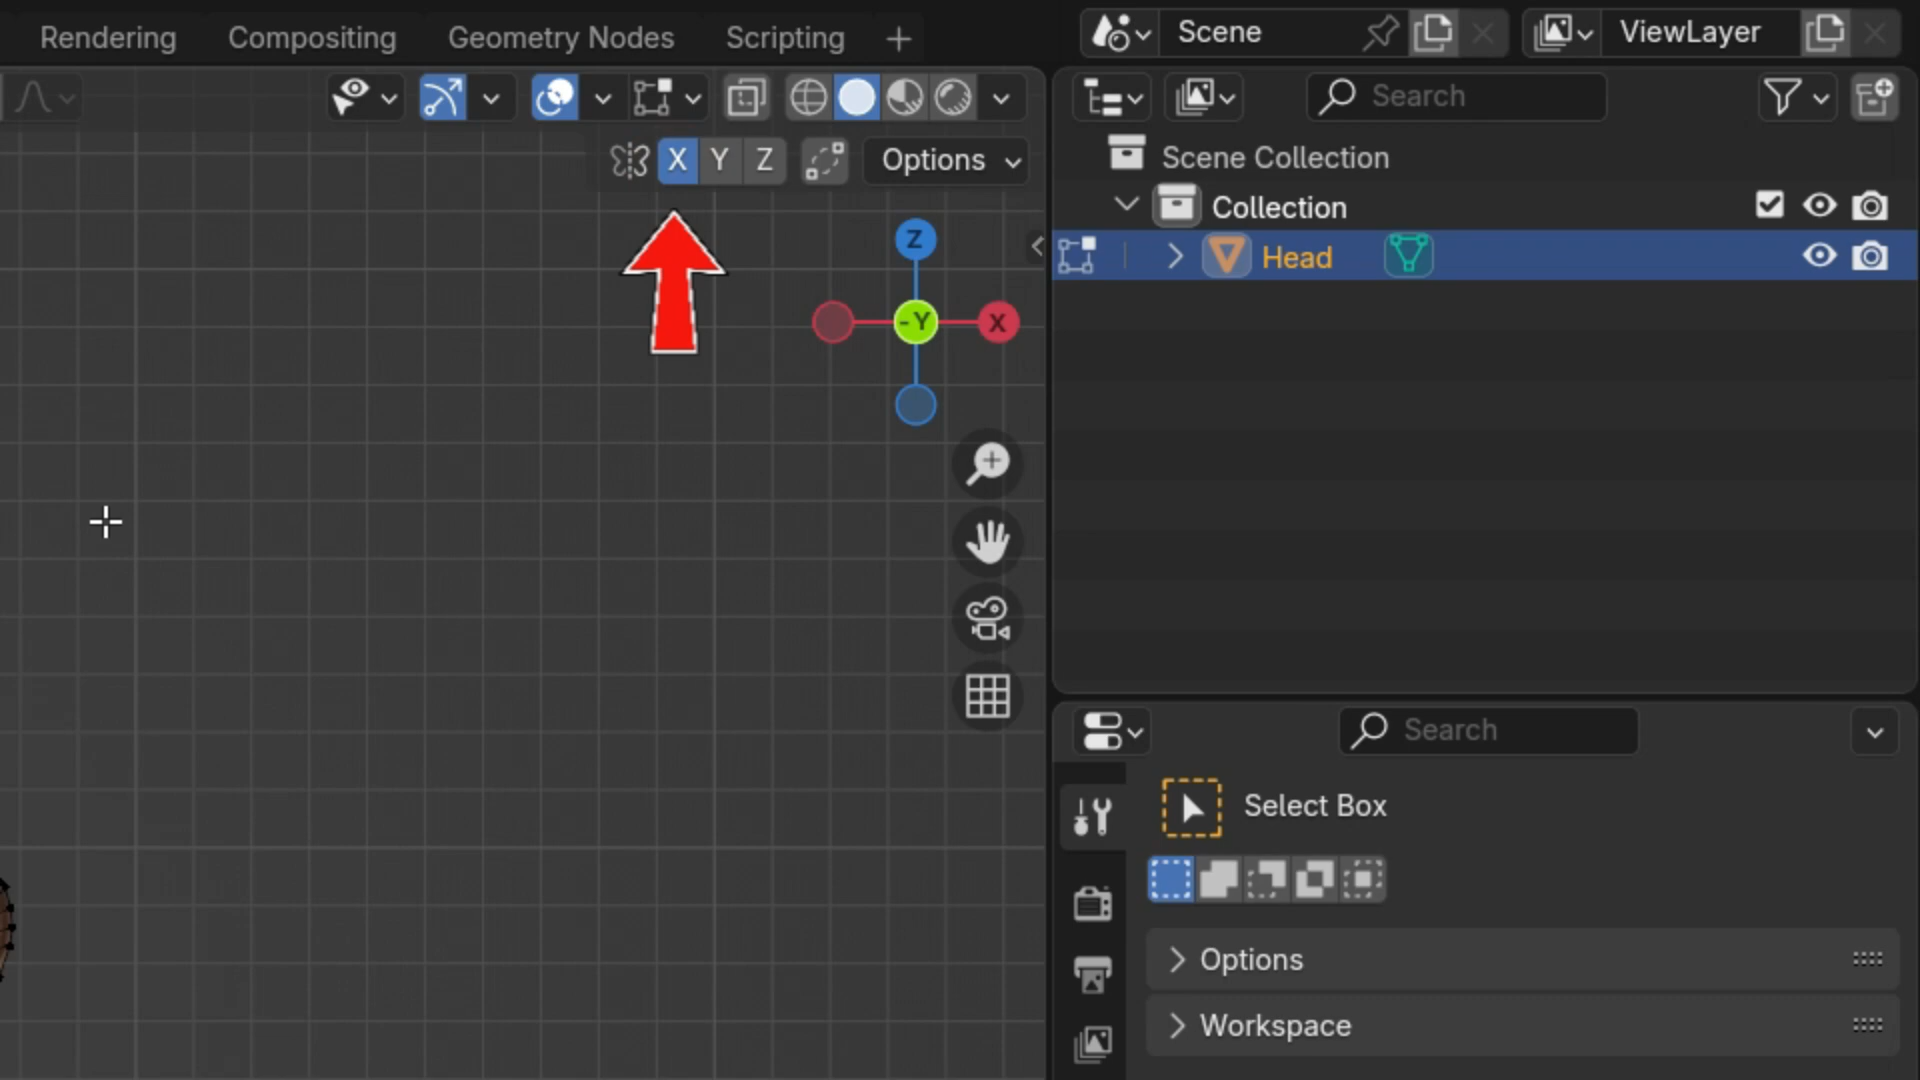 Rendering Compositing Geometry Nodes Scripting +
Scene ViewLayer
Search
X Y Z Options
Scene Collection
Collection
Head
Z
-Y X
Search
Select Box
Options
Workspace